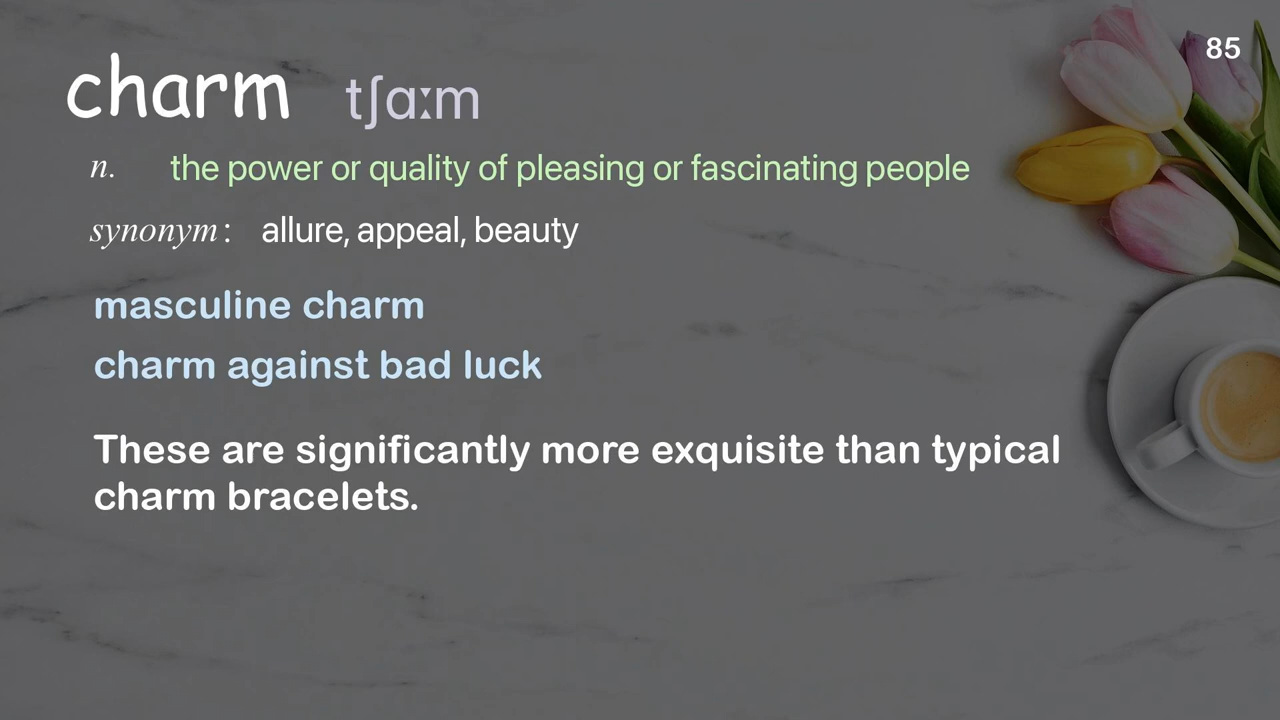 85
charm tʃɑːm
n. the power or quality of pleasing or fascinating people
synonym: allure, appeal, beauty
masculine charm
charm against bad luck
These are significantly more exquisite than typical
charm bracelets.